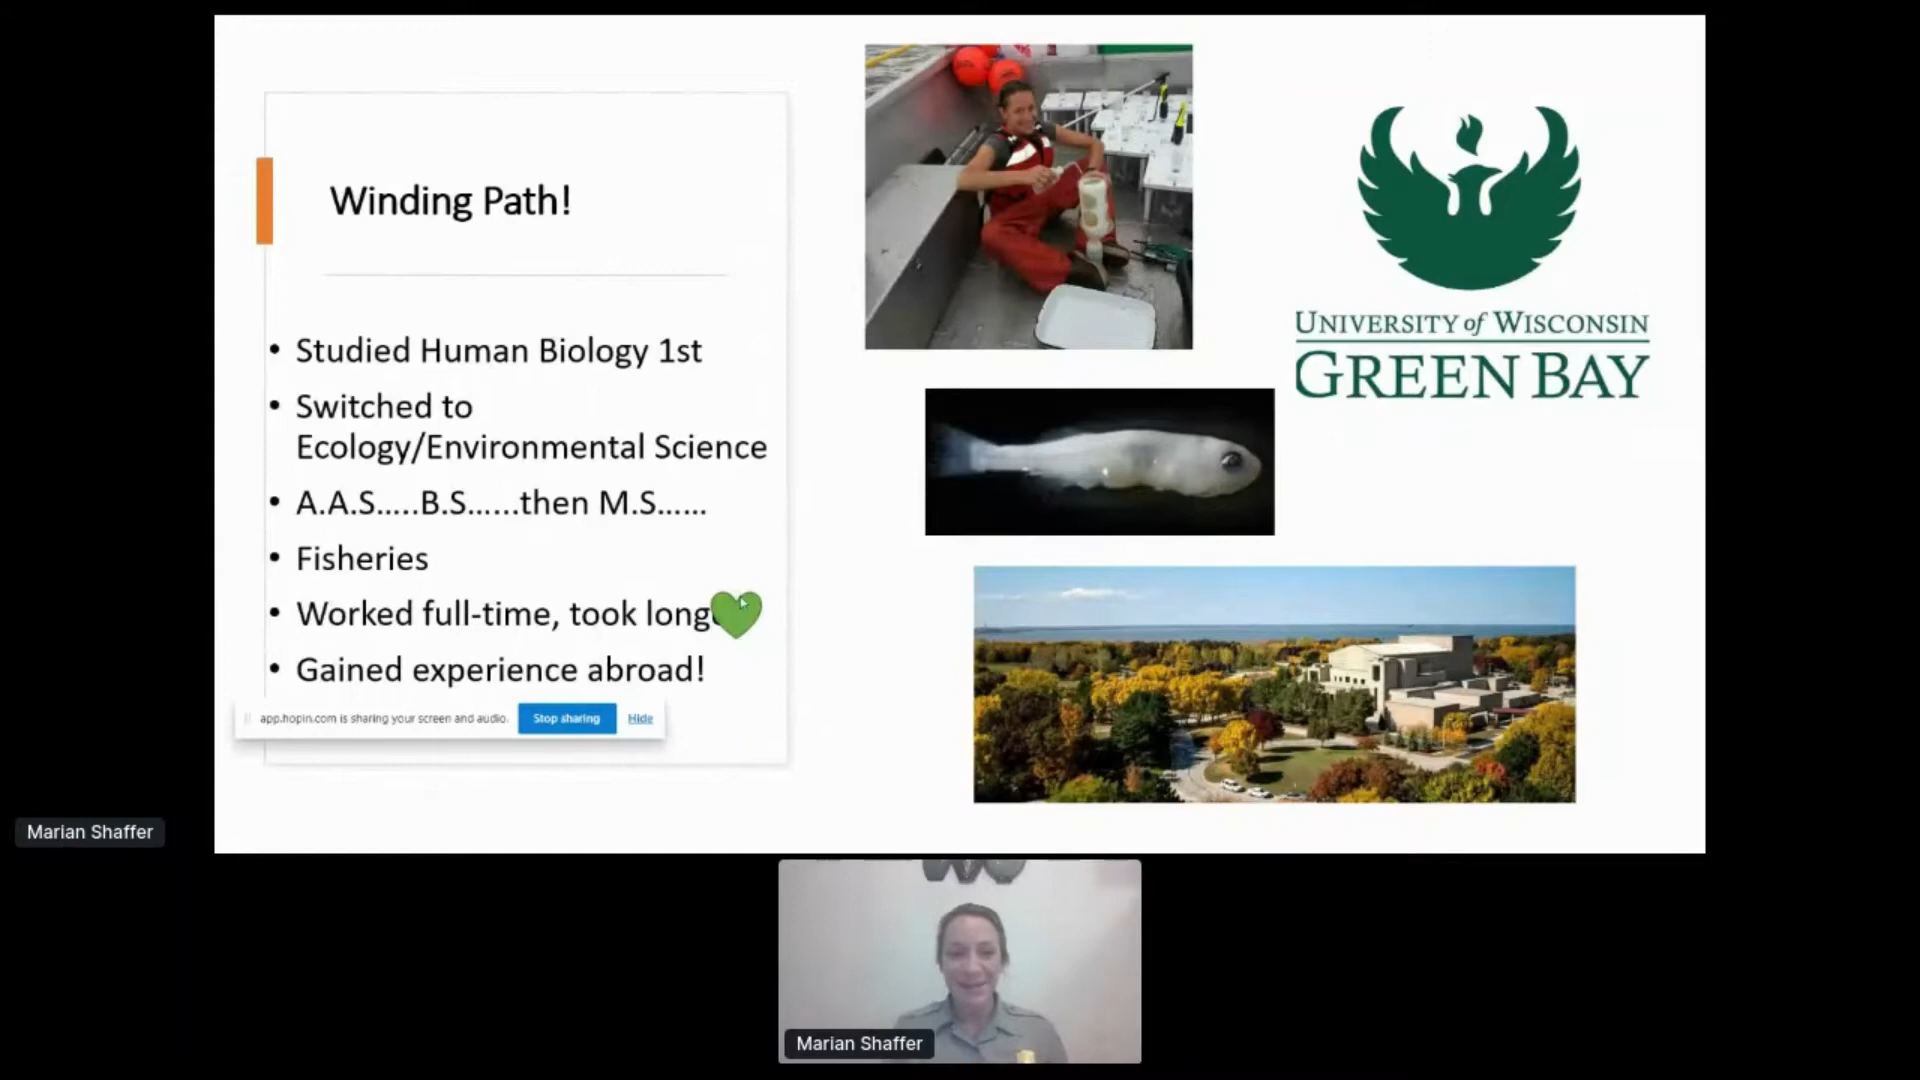 Winding Path!
• Studied Human Biology 1st
• Switched to
Ecology/Environmental Science
• A.A.S.....B.S......then M.S......
• Fisheries
• Worked full-time, took long
• Gained experience abroad!
app.hopin.com is sharing your screen and audio.
Stop sharing
Hide
UNIVERSITY of WISCONSIN
GREEN BAY
Marian Shaffer
Marian Shaffer